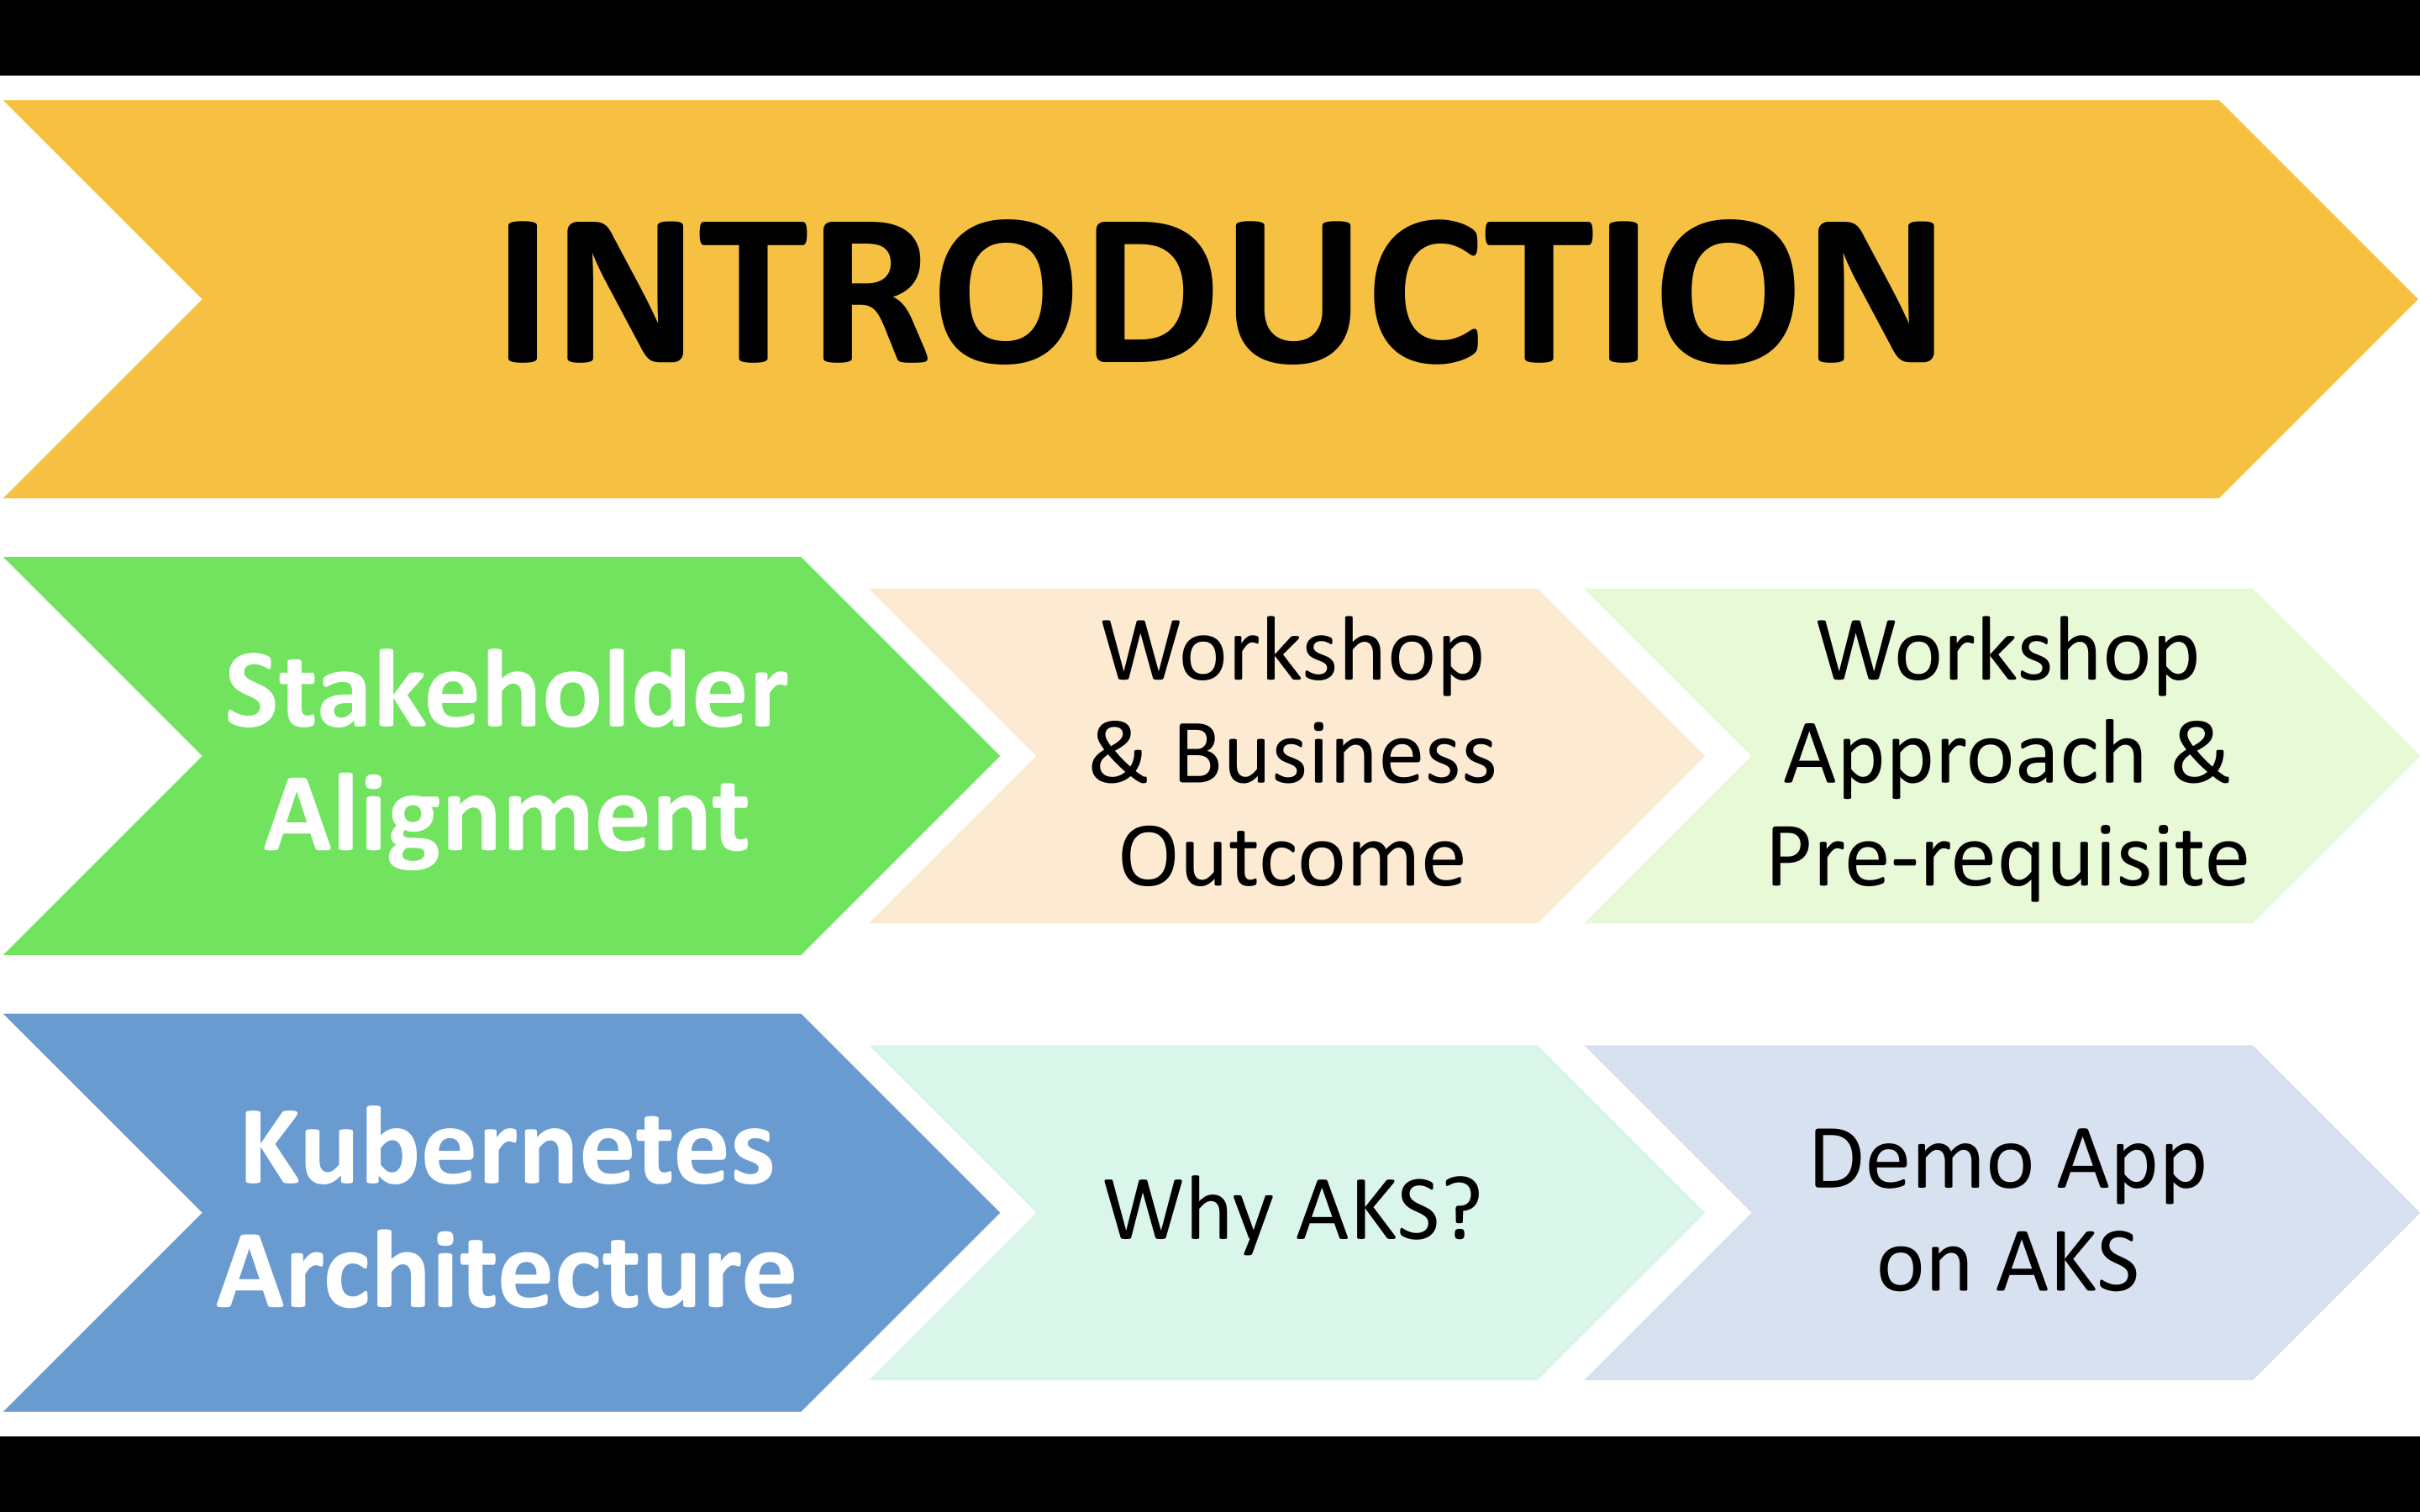 INTRODUCTION
Stakeholder
Alignment
Workshop
& Business
Outcome
Workshop
Approach &
Pre-requisite
Kubernetes
Architecture
Why AKS?
Demo App
on AKS